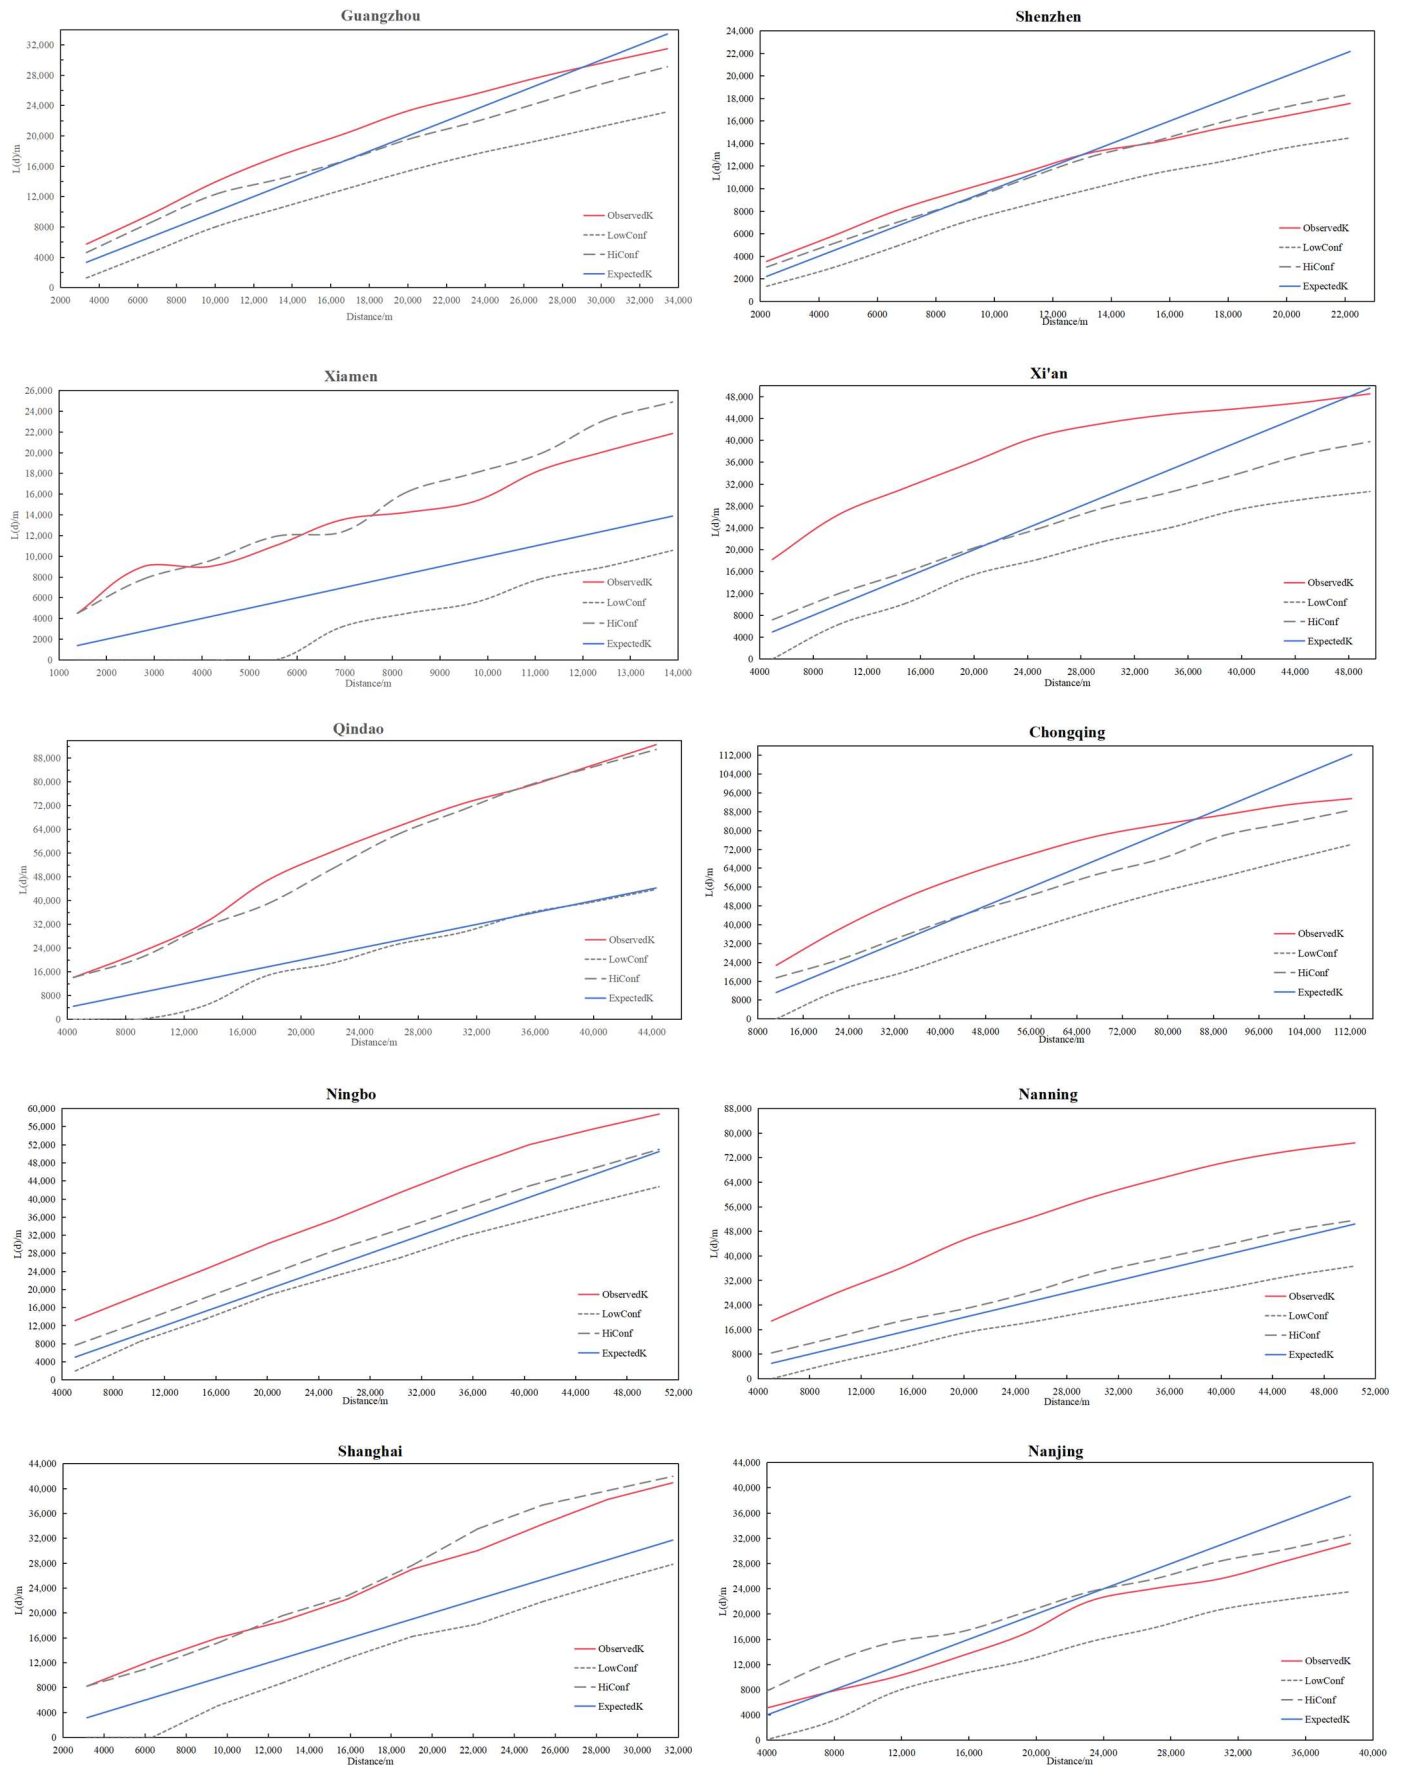 Guangzhou
32,000
28,000
24,000
20,000
16,000
12,000
8000
4000
0
L(d)/m
ObservedK
LowConf
HiConf
ExpectedK
2000 4000 6000 8000 10,000 12,000 14,000 16,000 18,000 20,000 22,000 24,000 26,000 28,000 30,000 32,000 34,000
Distance/m
Shenzhen
24,000
22,000
20,000
18,000
16,000
14,000
12,000
10,000
8000
6000
4000
2000
0
L(d)/m
ObservedK
LowConf
HiConf
ExpectedK
2000 4000 6000 8000 10,000 12,000 14,000 16,000 18,000 20,000 22,000
Distance/m
Xiamen
26,000
24,000
22,000
20,000
18,000
16,000
14,000
12,000
10,000
8000
6000
4000
2000
0
L(d)/m
ObservedK
LowConf
HiConf
ExpectedK
1000 2000 3000 4000 5000 6000 7000 8000 9000 10,000 11,000 12,000 13,000 14,000
Distance/m
Xi'an
48,000
44,000
40,000
36,000
32,000
28,000
24,000
20,000
16,000
12,000
8000
4000
0
L(d)/m
ObservedK
LowConf
HiConf
ExpectedK
4000 8000 12,000 16,000 20,000 24,000 28,000 32,000 36,000 40,000 44,000 48,000
Distance/m
Qindao
88,000
80,000
72,000
64,000
56,000
48,000
40,000
32,000
24,000
16,000
8000
0
L(d)/m
ObservedK
LowConf
HiConf
ExpectedK
4000 8000 12,000 16,000 20,000 24,000 28,000 32,000 36,000 40,000 44,000
Distance/m
Chongqing
112,000
104,000
96,000
88,000
80,000
72,000
64,000
56,000
48,000
40,000
32,000
24,000
16,000
8000
0
L(d)/m
ObservedK
LowConf
HiConf
ExpectedK
8000 16,000 24,000 32,000 40,000 48,000 56,000 64,000 72,000 80,000 88,000 96,000 104,000 112,000
Distance/m
Ningbo
60,000
56,000
52,000
48,000
44,000
40,000
36,000
32,000
28,000
24,000
20,000
16,000
12,000
8000
4000
0
L(d)/m
ObservedK
LowConf
HiConf
ExpectedK
4000 8000 12,000 16,000 20,000 24,000 28,000 32,000 36,000 40,000 44,000 48,000 52,000
Distance/m
Nanning
88,000
80,000
72,000
64,000
56,000
48,000
40,000
32,000
24,000
16,000
8000
0
L(d)/m
ObservedK
LowConf
HiConf
ExpectedK
4000 8000 12,000 16,000 20,000 24,000 28,000 32,000 36,000 40,000 44,000 48,000 52,000
Distance/m
Shanghai
44,000
40,000
36,000
32,000
28,000
24,000
20,000
16,000
12,000
8000
4000
0
L(d)/m
ObservedK
LowConf
HiConf
ExpectedK
2000 4000 6000 8000 10,000 12,000 14,000 16,000 18,000 20,000 22,000 24,000 26,000 28,000 30,000 32,000
Distance/m
Nanjing
44,000
40,000
36,000
32,000
28,000
24,000
20,000
16,000
12,000
8000
4000
0
L(d)/m
ObservedK
LowConf
HiConf
ExpectedK
4000 8000 12,000 16,000 20,000 24,000 28,000 32,000 36,000 40,000
Distance/m